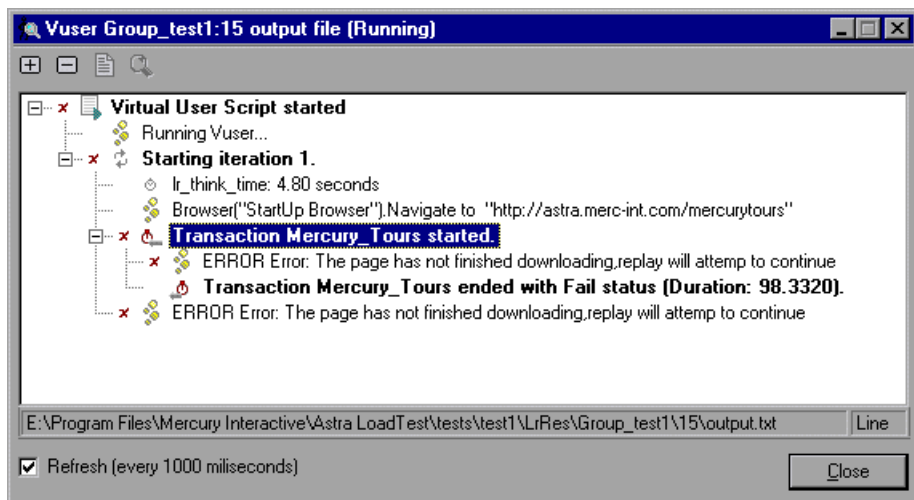 Vuser Group_test1:15 output file (Running)
Virtual User Script started
Running Vuser...
Starting iteration 1.
lr_think_time: 4.80 seconds
Browser("StartUp Browser").Navigate to "http://astra.merc-int.com/mercurytours"
Transaction Mercury_Tours started.
ERROR Error: The page has not finished downloading,replay will attemp to continue
Transaction Mercury_Tours ended with Fail status (Duration: 98.3320).
ERROR Error: The page has not finished downloading,replay will attemp to continue
E:\Program Files\Mercury Interactive\Astra LoadTest\tests\test1\LrRes\Group_test1\15\output.txt Line
Refresh (every 1000 miliseconds) Close